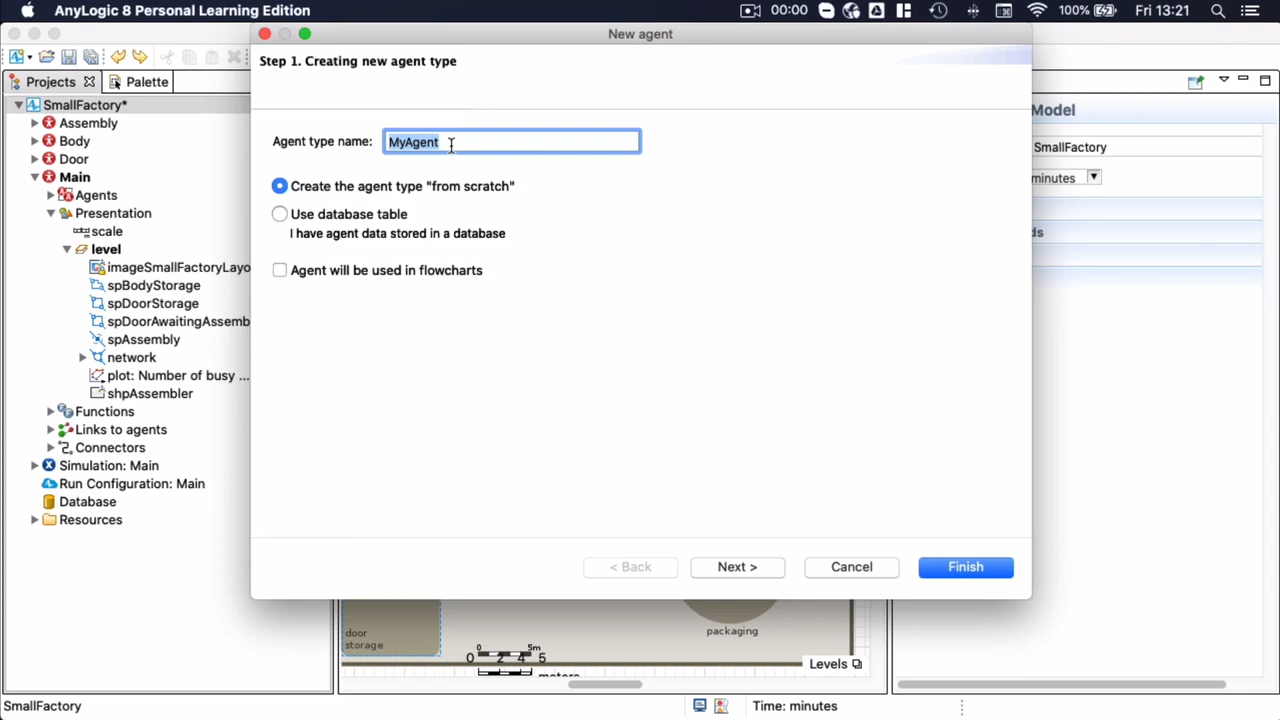 AnyLogic 8 Personal Learning Edition
00:00
100%
Fri 13:21
New agent
Step 1. Creating new agent type
Agent type name: MyAgent
Create the agent type "from scratch"
Use database table
I have agent data stored in a database
Agent will be used in flowcharts
< Back
Next >
Cancel
Finish
Projects
Palette
SmallFactory*
Assembly
Body
Door
Main
Agents
Presentation
scale
level
imageSmallFactoryLayo
spBodyStorage
spDoorStorage
spDoorAwaitingAssemb
spAssembly
network
plot: Number of busy ...
shpAssembler
Functions
Links to agents
Connectors
Simulation: Main
Run Configuration: Main
Database
Resources
door
storage
0 2 4 5
5m
meters
packaging
Levels
Model
SmallFactory
minutes
ds
SmallFactory
Time: minutes